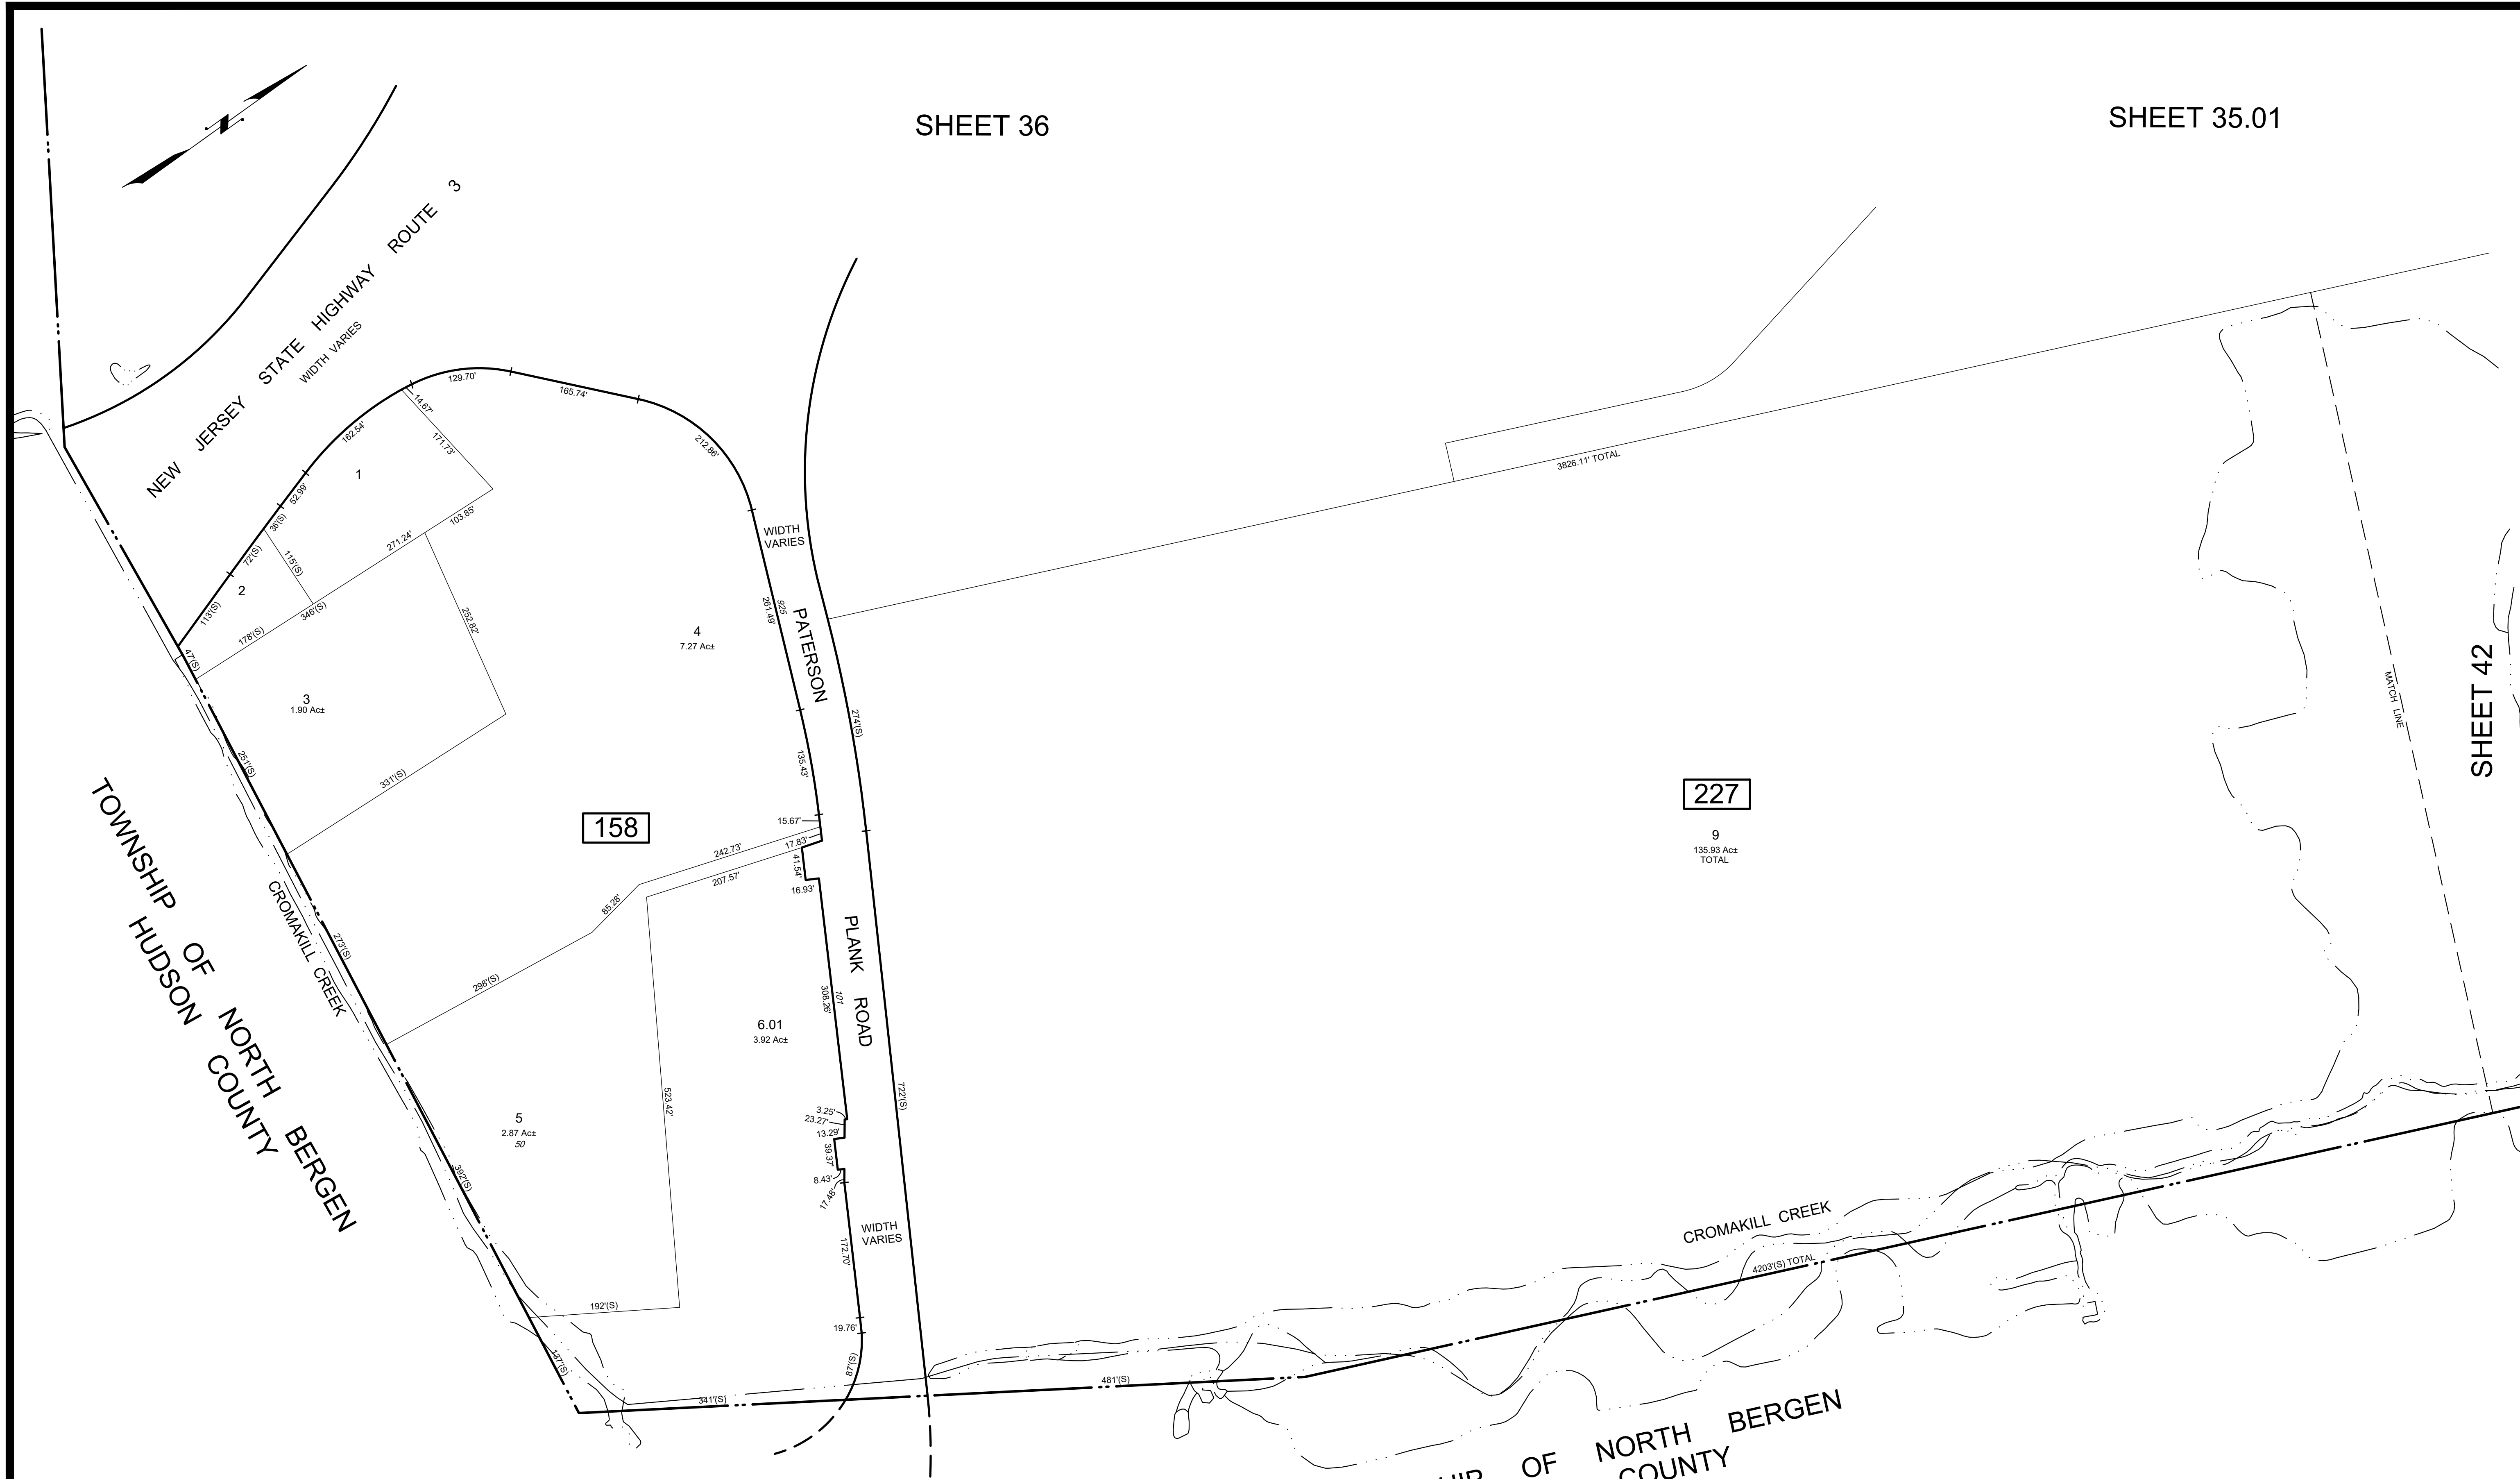 SHEET 36
SHEET 35.01
NEW JERSEY STATE HIGHWAY ROUTE 3
WIDTH VARIES
129.70'
165.74'
14.67'
162.54'
171.73'
212.86'
1
52.99'
36'(S)
103.85'
271.24'
72'(S)
115'(S)
2
113'(S)
346'(S)
178'(S)
47'(S)
252.82'
3
1.90 Ac±
4
7.27 Ac±
WIDTH
VARIES
925
261.49'
PATERSON
274'(S)
3826.11' TOTAL
MATCH LINE
SHEET 42
251'(S)
331'(S)
135.43'
158
227
9
135.93 Ac±
TOTAL
15.67'
17.83'
242.73'
207.57'
41.54'
16.93'
85.28'
TOWNSHIP OF NORTH BERGEN
HUDSON COUNTY
CROMAKILL CREEK
273'(S)
298'(S)
PLANK ROAD
101
308.26'
6.01
3.92 Ac±
523.42'
722'(S)
5
2.87 Ac±
50
3.25'
23.27'
13.29'
39.37'
8.43'
17.48'
392'(S)
WIDTH
VARIES
172.70'
192'(S)
19.76'
87'(S)
137'(S)
341'(S)
481'(S)
CROMAKILL CREEK
4203'(S) TOTAL
OF NORTH BERGEN
COUNTY